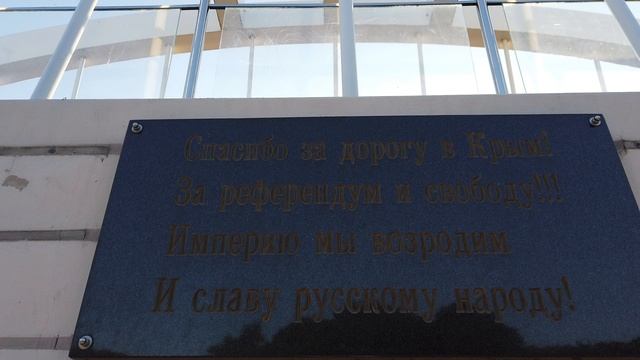 Спасибо за дорогу в Крым!
За референдум и свободу!!!
Империю мы возродим
И славу русскому народу!